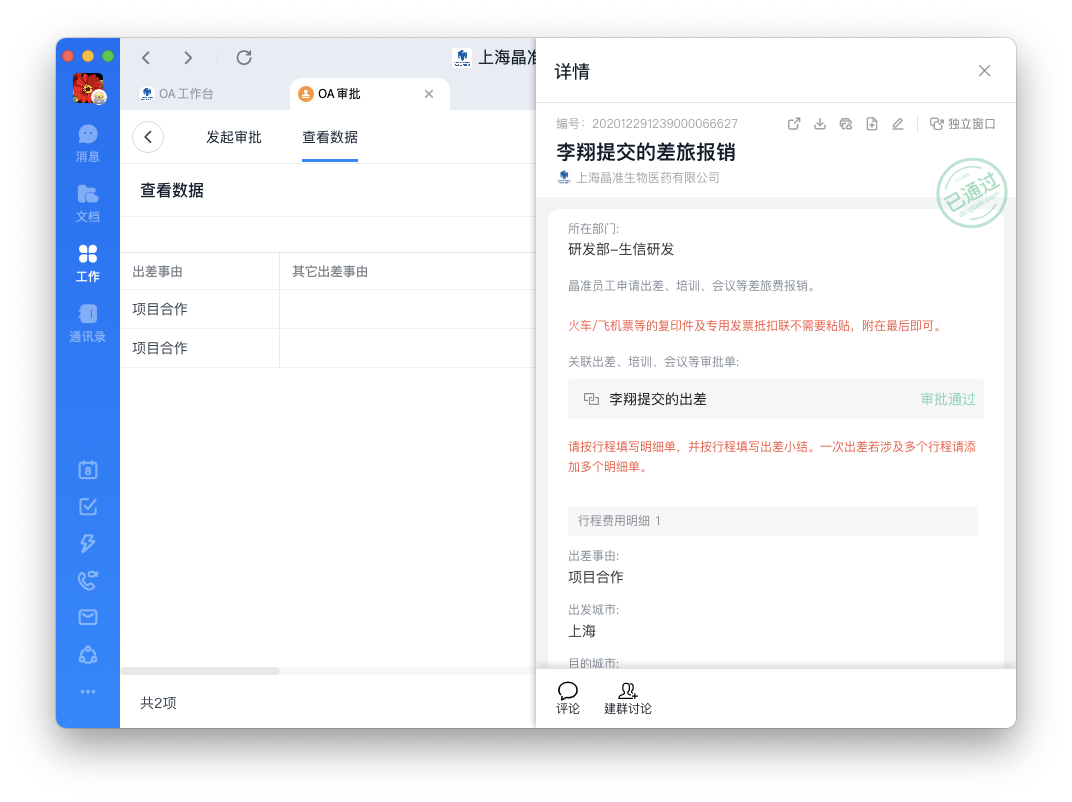 上海晶准
OA 工作台
OA 审批
消息
文档
工作
通讯录
8
发起审批
查看数据
查看数据
出差事由
其它出差事由
项目合作
项目合作
共2项
详情
编号: 202012291239000066627
独立窗口
李翔提交的差旅报销
上海晶准生物医药有限公司
已通过
dingtalk.com
所在部门:
研发部-生信研发
晶准员工申请出差、培训、会议等差旅费报销。
火车/飞机票等的复印件及专用发票抵扣联不需要粘贴，附在最后即可。
关联出差、培训、会议等审批单:
李翔提交的出差
审批通过
请按行程填写明细单，并按行程填写出差小结。一次出差若涉及多个行程请添
加多个明细单。
行程费用明细 1
出差事由:
项目合作
出发城市:
上海
目的城市:
评论
建群讨论